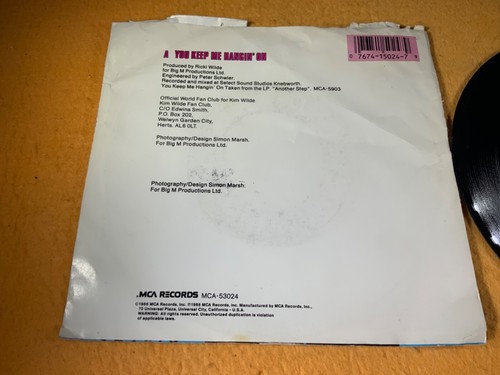 A YOU KEEP ME HANGIN' ON
0 7674-15024-7
Produced by Ricki Wilde
for Big M Productions Ltd.
Engineered by Peter Schwier.
Recorded and mixed at Select Sound Studios Knebworth.
You Keep Me Hangin' On Taken from the LP. "Another Step". MCA-5903
Official World Fan Club for Kim Wilde
Kim Wilde Fan Club,
C/O Edwina Smith,
P.O. Box 202,
Welwyn Garden City,
Herts. AL6 0LT.
Photography/Design Simon Marsh.
For Big M Productions Ltd.
Photography/Design Simon Marsh.
For Big M Productions Ltd.
MCA RECORDS MCA-53024
©1986 MCA Records, Inc. ℗1986 MCA Records, Inc. Manufactured by MCA Records, Inc.
70 Universal Plaza, Universal City, California - U.S.A.
WARNING: All rights reserved. Unauthorized duplication is violation
of applicable laws.